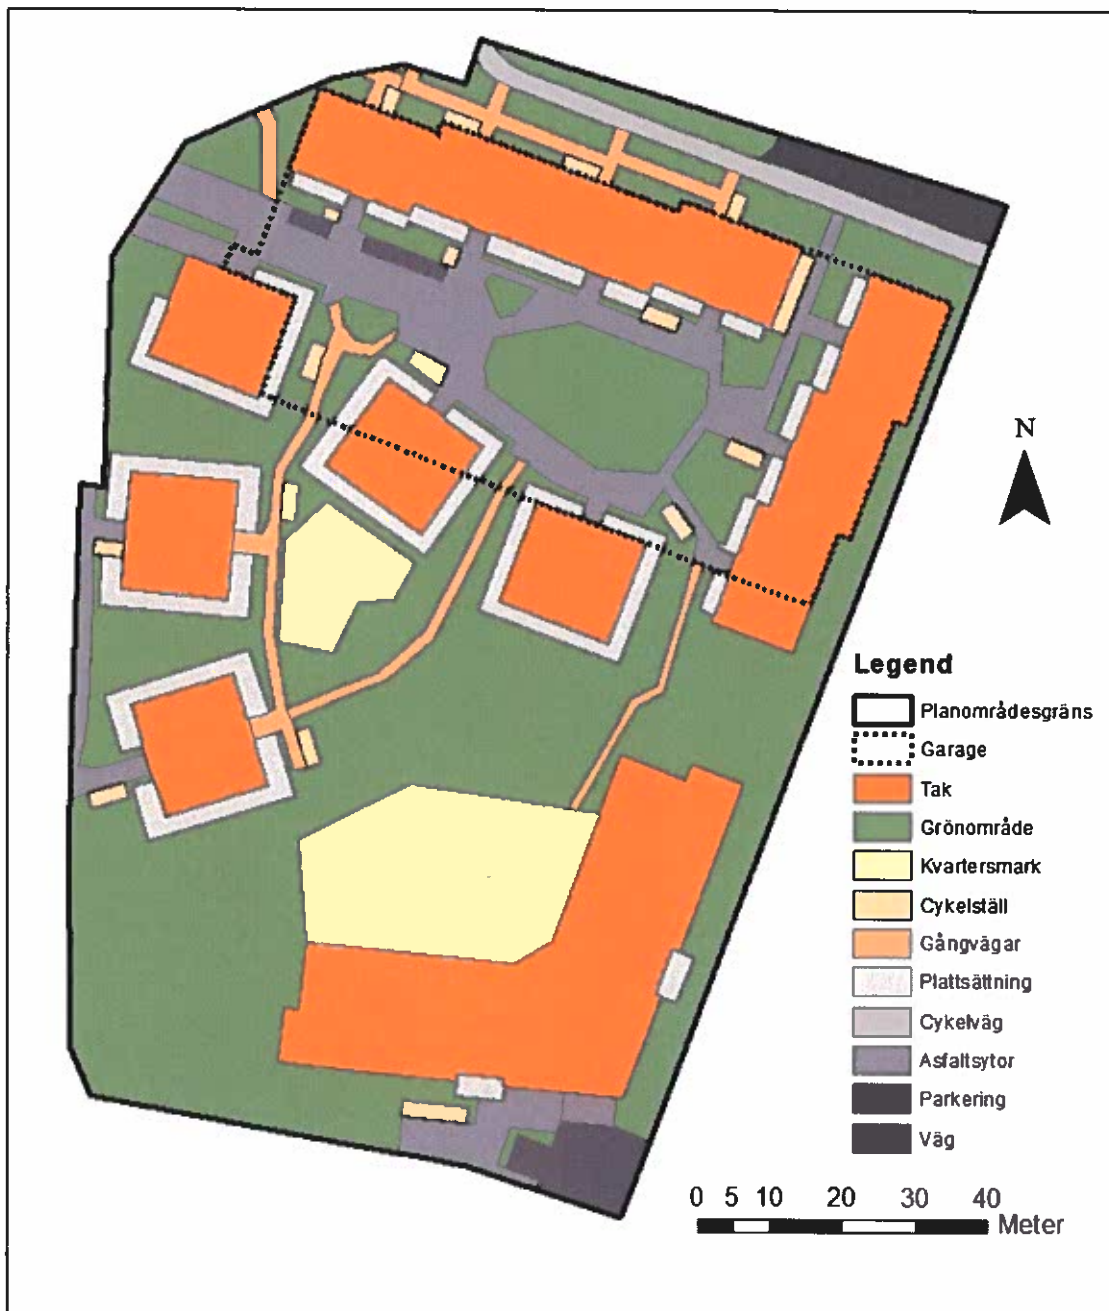 N
Legend
Planområdesgräns
Garage
Tak
Grönområde
Kvartersmark
Cykelställ
Gångvägar
Plattsättning
Cykelväg
Asfaltsytor
Parkering
Väg
0 5 10 20 30 40
Meter